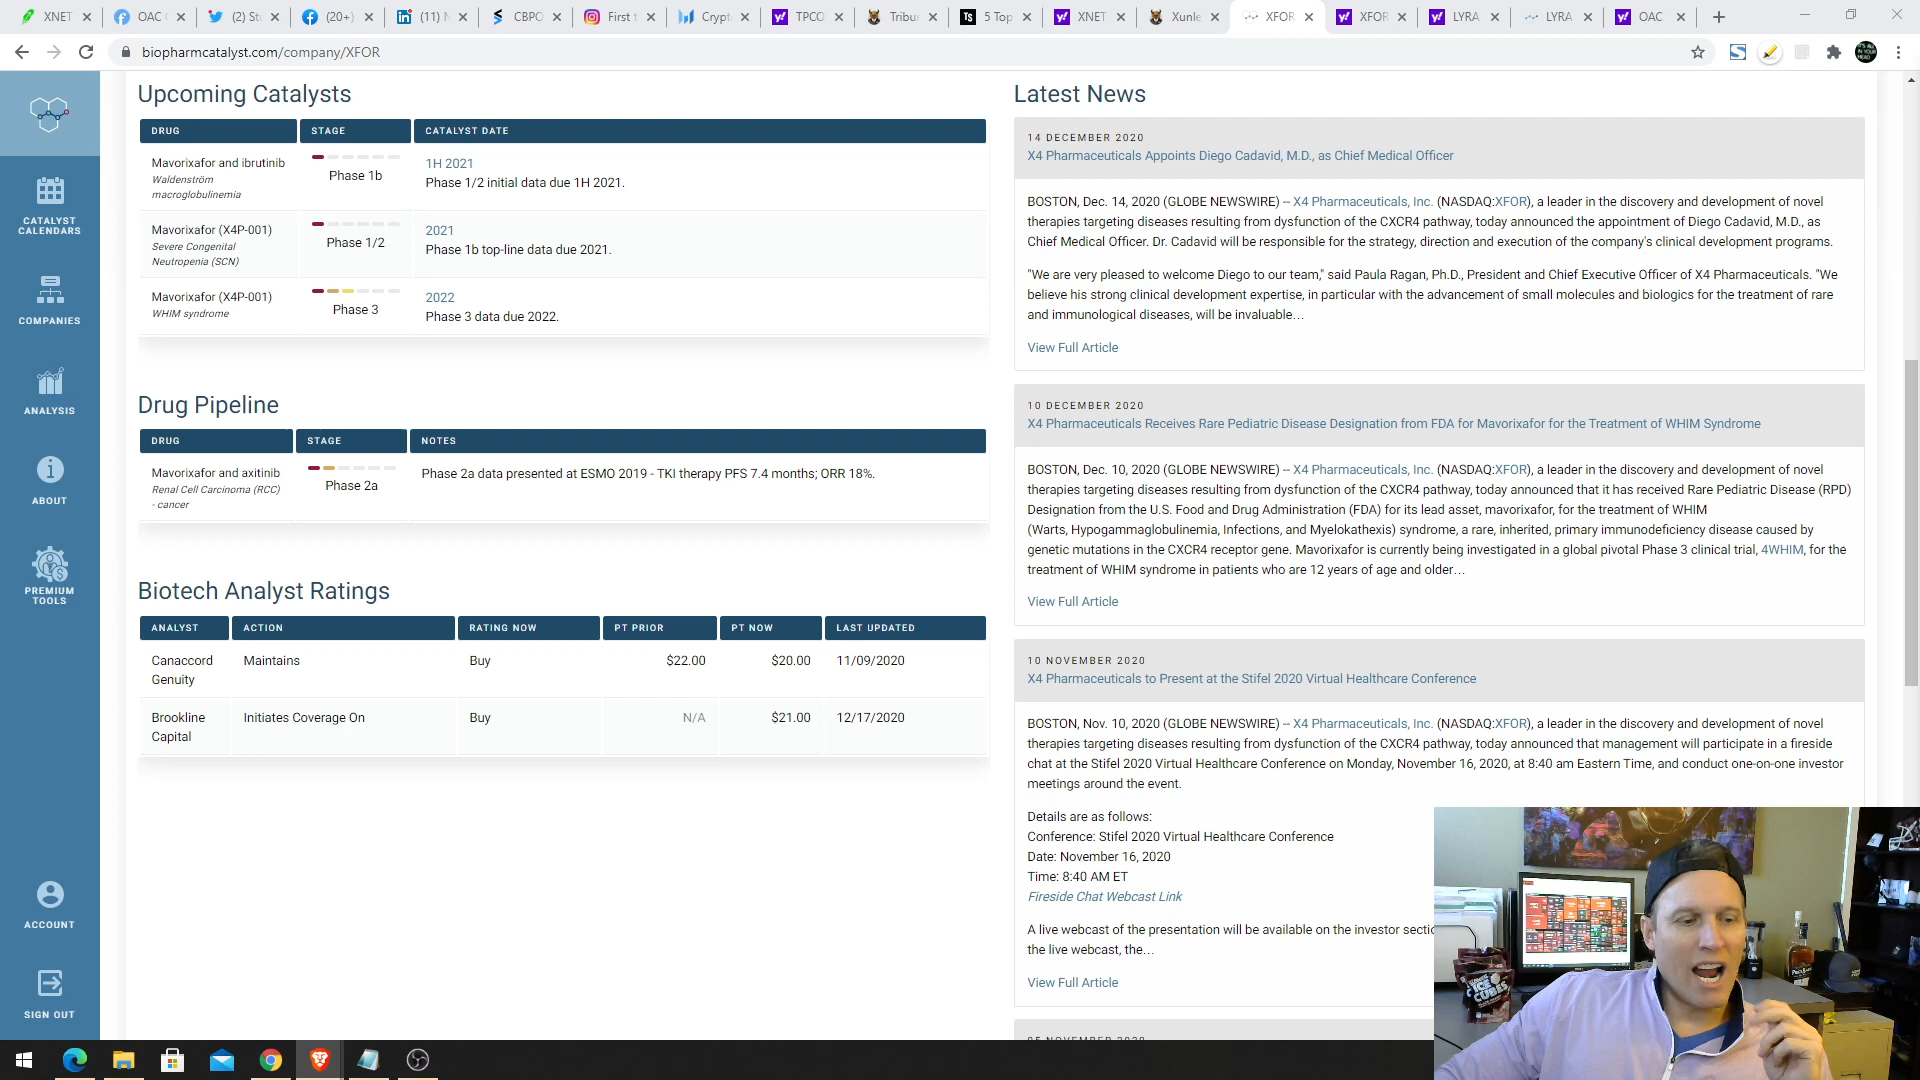 XNET
OAC
(2) St
(20+)
(11) N
CBPO
First t
Crypt
TPCO
Tribur
5 Top
XNET
Xunle
XFOR
XFOR
LYRA
LYRA
OAC
biopharmcatalyst.com/company/XFOR
CATALYST
CALENDARS
COMPANIES
ANALYSIS
ABOUT
PREMIUM
TOOLS
ACCOUNT
SIGN OUT
Upcoming Catalysts
DRUG STAGE CATALYST DATE
Mavorixafor and ibrutinib
Waldenström
macroglobulinemia
Phase 1b
1H 2021
Phase 1/2 initial data due 1H 2021.
Mavorixafor (X4P-001)
Severe Congenital
Neutropenia (SCN)
Phase 1/2
2021
Phase 1b top-line data due 2021.
Mavorixafor (X4P-001)
WHIM syndrome
Phase 3
2022
Phase 3 data due 2022.
Drug Pipeline
DRUG STAGE NOTES
Mavorixafor and axitinib
Renal Cell Carcinoma (RCC)
- cancer
Phase 2a
Phase 2a data presented at ESMO 2019 - TKI therapy PFS 7.4 months; ORR 18%.
Biotech Analyst Ratings
ANALYST ACTION RATING NOW PT PRIOR PT NOW LAST UPDATED
Canaccord
Genuity
Maintains Buy $22.00 $20.00 11/09/2020
Brookline
Capital
Initiates Coverage On Buy N/A $21.00 12/17/2020
Latest News
14 DECEMBER 2020
X4 Pharmaceuticals Appoints Diego Cadavid, M.D., as Chief Medical Officer
BOSTON, Dec. 14, 2020 (GLOBE NEWSWIRE) -- X4 Pharmaceuticals, Inc. (NASDAQ:XFOR), a leader in the discovery and development of novel
therapies targeting diseases resulting from dysfunction of the CXCR4 pathway, today announced the appointment of Diego Cadavid, M.D., as
Chief Medical Officer. Dr. Cadavid will be responsible for the strategy, direction and execution of the company's clinical development programs.
"We are very pleased to welcome Diego to our team," said Paula Ragan, Ph.D., President and Chief Executive Officer of X4 Pharmaceuticals. "We
believe his strong clinical development expertise, in particular with the advancement of small molecules and biologics for the treatment of rare
and immunological diseases, will be invaluable…
View Full Article
10 DECEMBER 2020
X4 Pharmaceuticals Receives Rare Pediatric Disease Designation from FDA for Mavorixafor for the Treatment of WHIM Syndrome
BOSTON, Dec. 10, 2020 (GLOBE NEWSWIRE) -- X4 Pharmaceuticals, Inc. (NASDAQ:XFOR), a leader in the discovery and development of novel
therapies targeting diseases resulting from dysfunction of the CXCR4 pathway, today announced that it has received Rare Pediatric Disease (RPD)
Designation from the U.S. Food and Drug Administration (FDA) for its lead asset, mavorixafor, for the treatment of WHIM
(Warts, Hypogammaglobulinemia, Infections, and Myelokathexis) syndrome, a rare, inherited, primary immunodeficiency disease caused by
genetic mutations in the CXCR4 receptor gene. Mavorixafor is currently being investigated in a global pivotal Phase 3 clinical trial, 4WHIM, for the
treatment of WHIM syndrome in patients who are 12 years of age and older…
View Full Article
10 NOVEMBER 2020
X4 Pharmaceuticals to Present at the Stifel 2020 Virtual Healthcare Conference
BOSTON, Nov. 10, 2020 (GLOBE NEWSWIRE) -- X4 Pharmaceuticals, Inc. (NASDAQ:XFOR), a leader in the discovery and development of novel
therapies targeting diseases resulting from dysfunction of the CXCR4 pathway, today announced that management will participate in a fireside
chat at the Stifel 2020 Virtual Healthcare Conference on Monday, November 16, 2020, at 8:40 am Eastern Time, and conduct one-on-one investor
meetings around the event.
Details are as follows:
Conference: Stifel 2020 Virtual Healthcare Conference
Date: November 16, 2020
Time: 8:40 AM ET
Fireside Chat Webcast Link
A live webcast of the presentation will be available on the investor sectio
the live webcast, the…
View Full Article
ICE
CUBES